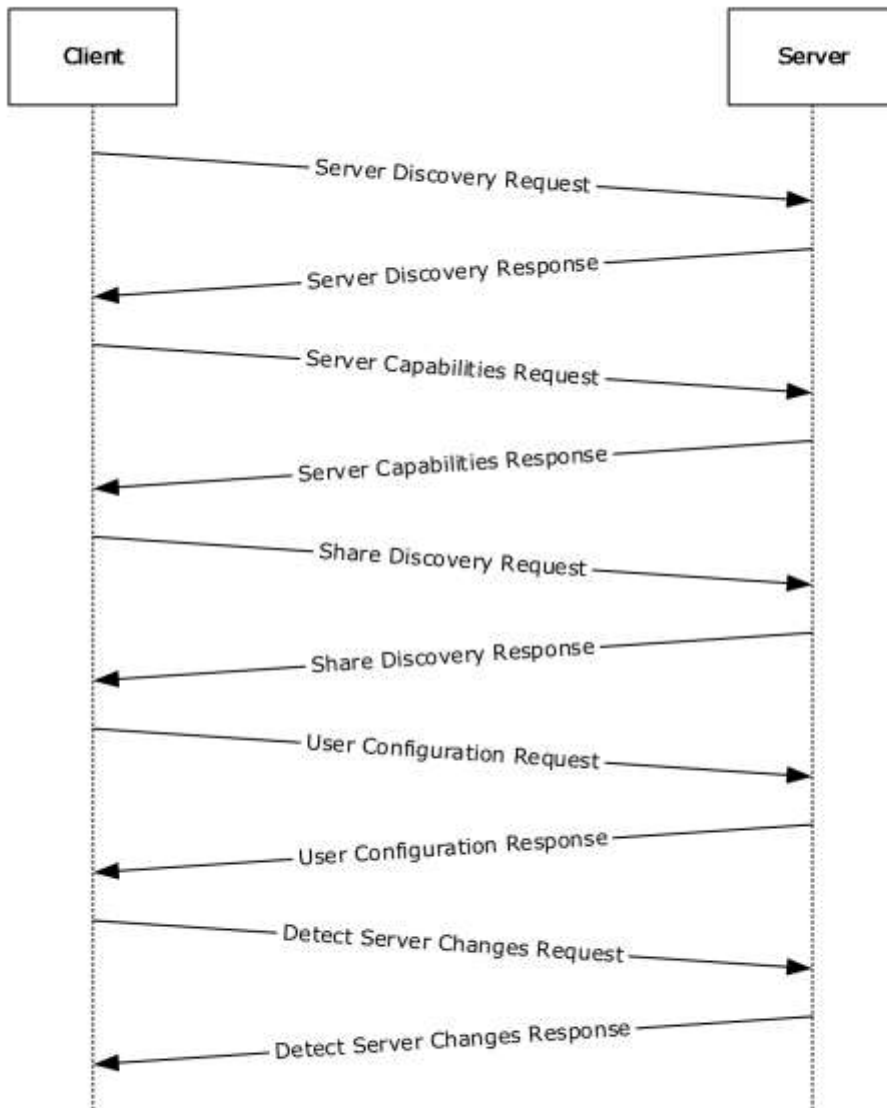 Client
Server
Server Discovery Request
Server Discovery Response
Server Capabilities Request
Server Capabilities Response
Share Discovery Request
Share Discovery Response
User Configuration Request
User Configuration Response
Detect Server Changes Request
Detect Server Changes Response